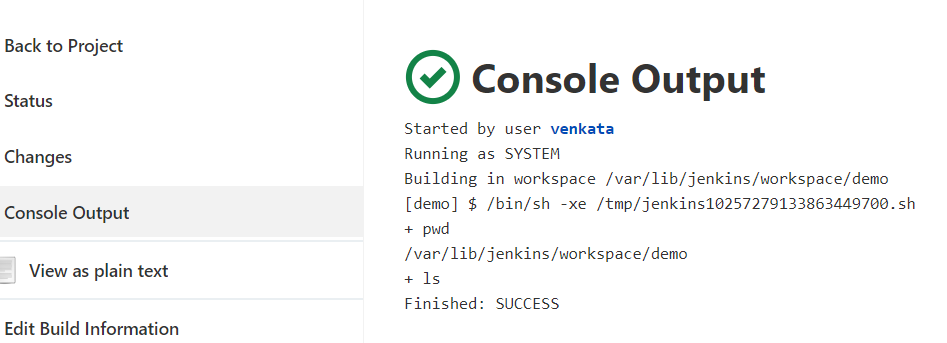 Back to Project
Status
Changes
Console Output
View as plain text
Edit Build Information
Console Output
Started by user venkata
Running as SYSTEM
Building in workspace /var/lib/jenkins/workspace/demo
[demo] $ /bin/sh -xe /tmp/jenkins10257279133863449700.sh
+ pwd
/var/lib/jenkins/workspace/demo
+ ls
Finished: SUCCESS